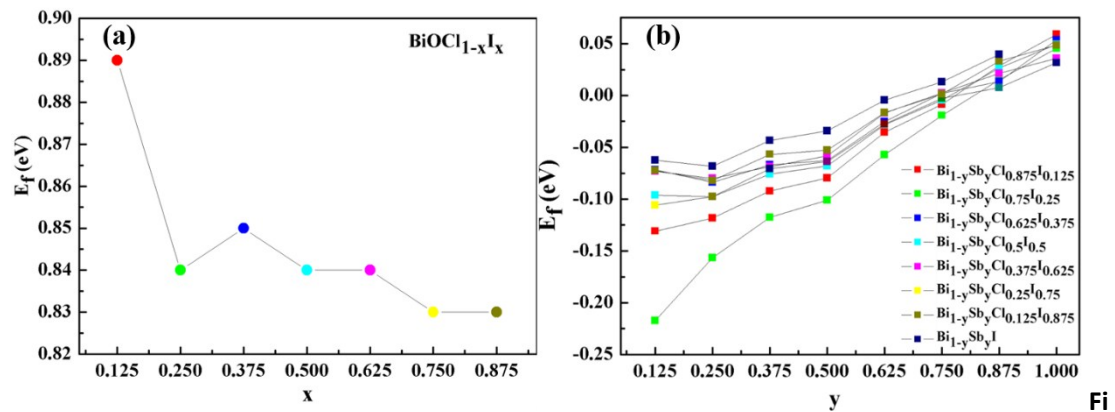 (a)
BiOCl1-xIx
0.90
0.89
0.88
0.87
0.86
0.85
0.84
0.83
0.82
Ef (eV)
0.125 0.250 0.375 0.500 0.625 0.750 0.875
x
(b)
0.05
0.00
-0.05
-0.10
-0.15
-0.20
-0.25
Ef (eV)
Bi1-ySbyCl0.875I0.125
Bi1-ySbyCl0.75I0.25
Bi1-ySbyCl0.625I0.375
Bi1-ySbyCl0.5I0.5
Bi1-ySbyCl0.375I0.625
Bi1-ySbyCl0.25I0.75
Bi1-ySbyCl0.125I0.875
Bi1-ySbyI
0.125 0.250 0.375 0.500 0.625 0.750 0.875 1.000
y
Fi